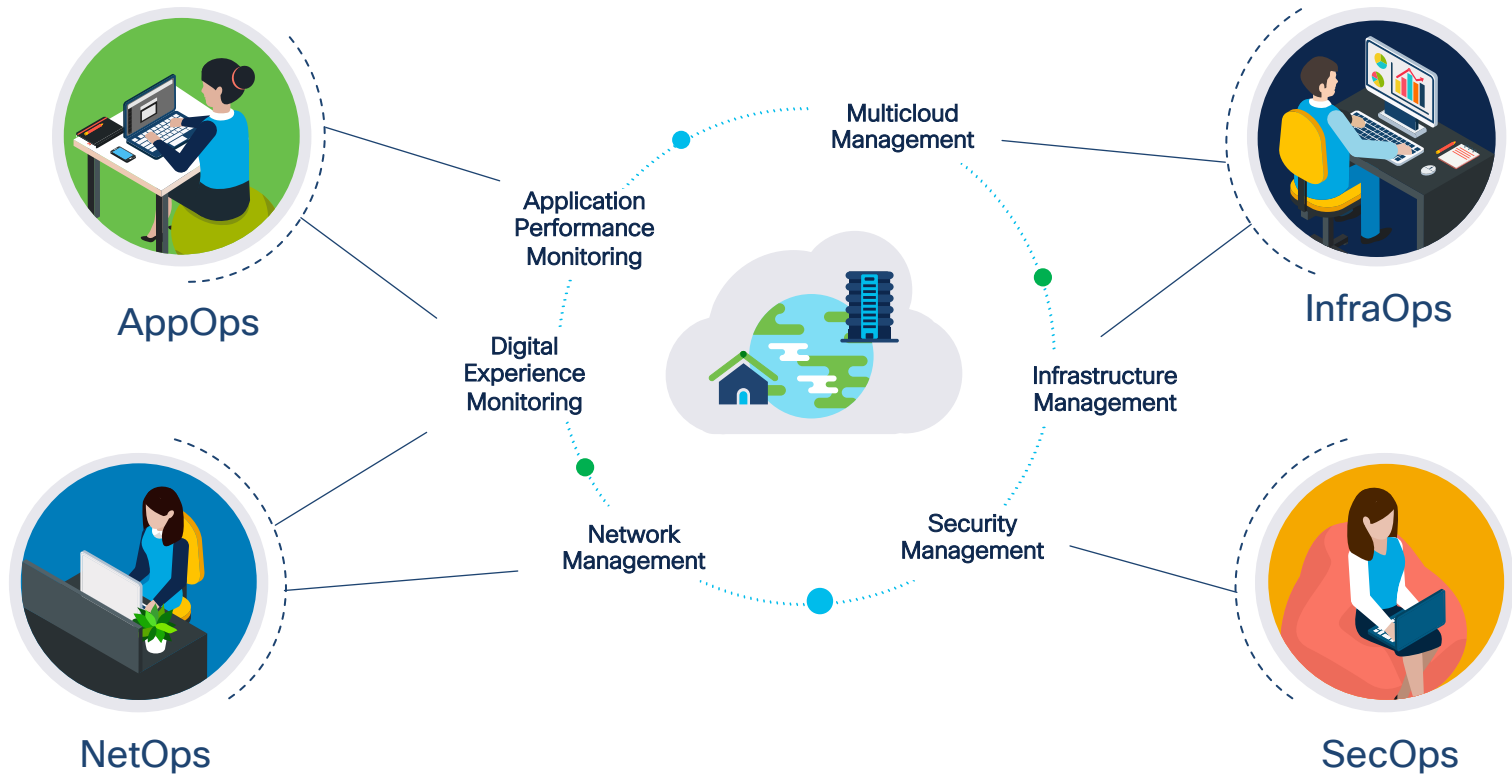 Multicloud
Management
Application
Performance
Monitoring
AppOps
InfraOps
Digital
Experience
Monitoring
Infrastructure
Management
Network
Management
Security
Management
NetOps
SecOps